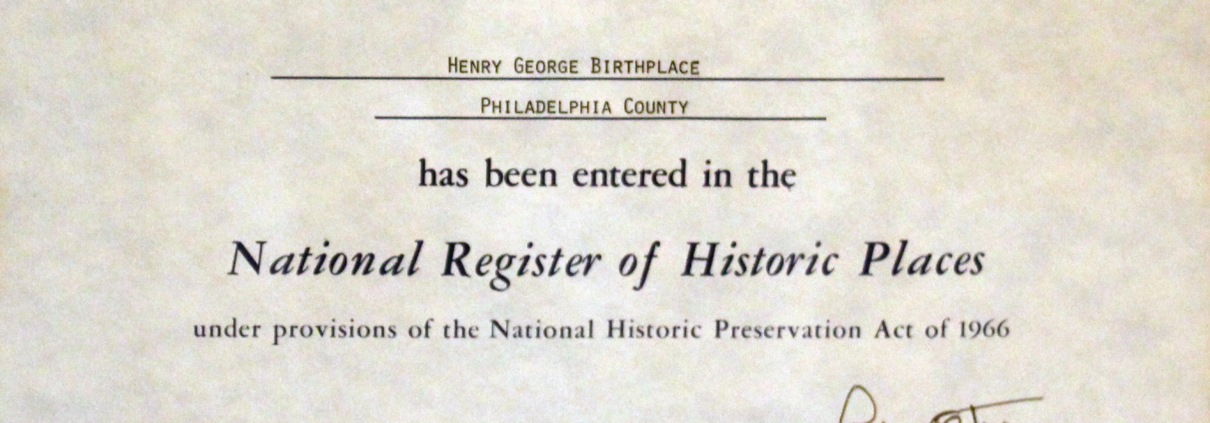 HENRY GEORGE BIRTHPLACE
PHILADELPHIA COUNTY
has been entered in the
National Register of Historic Places
under provisions of the National Historic Preservation Act of 1966